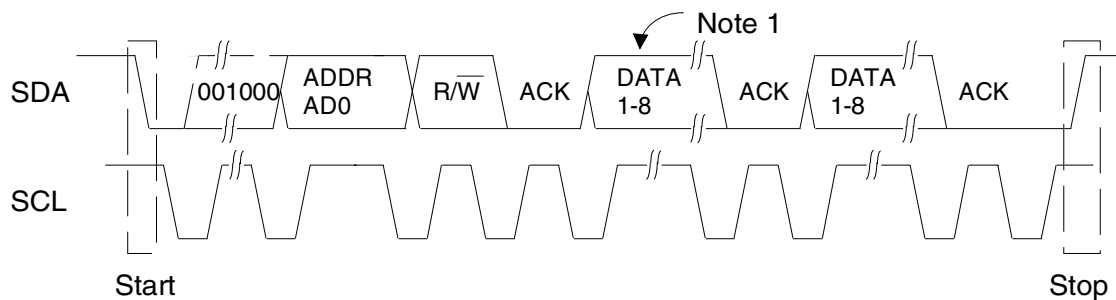 Note 1
SDA 001000 ADDR AD0 R/W ACK DATA 1-8 ACK DATA 1-8 ACK
SCL
Start Stop